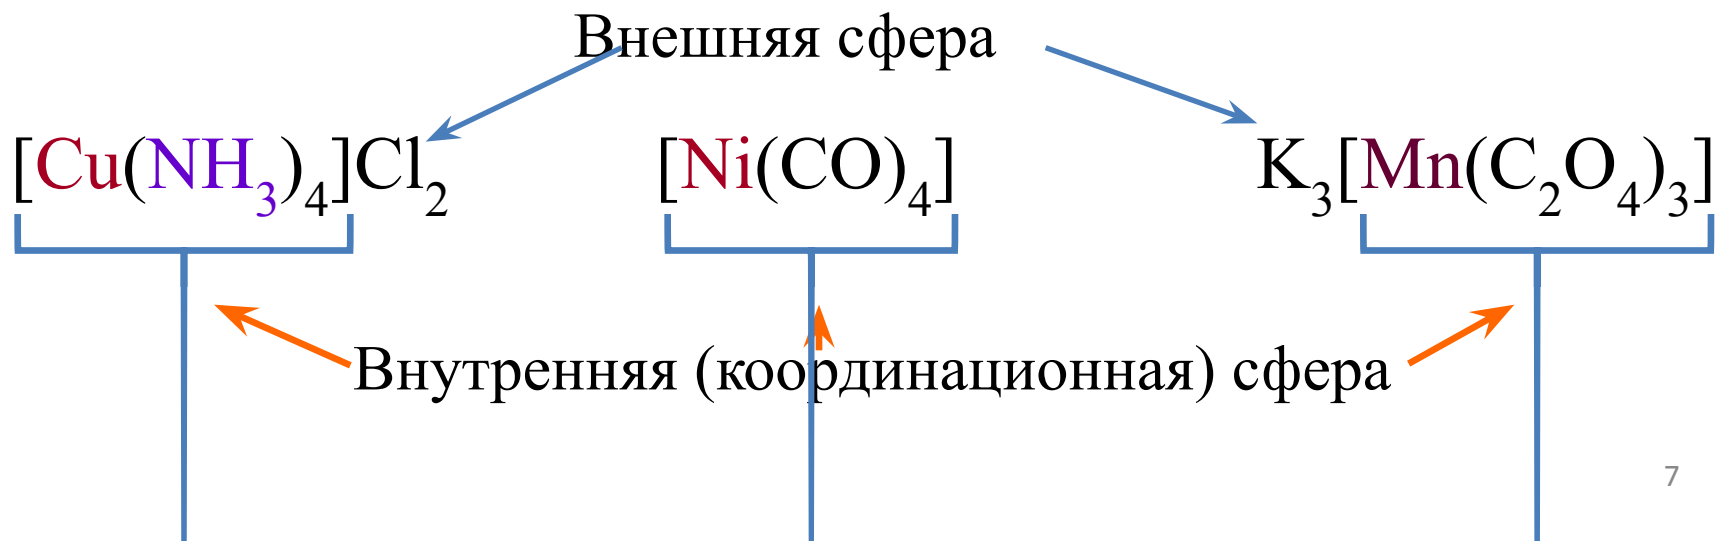 Внешняя сфера
[Cu(NH₃)₄]Cl₂ [Ni(CO)₄] K₃[Mn(C₂O₄)₃]
Внутренняя (координационная) сфера
7